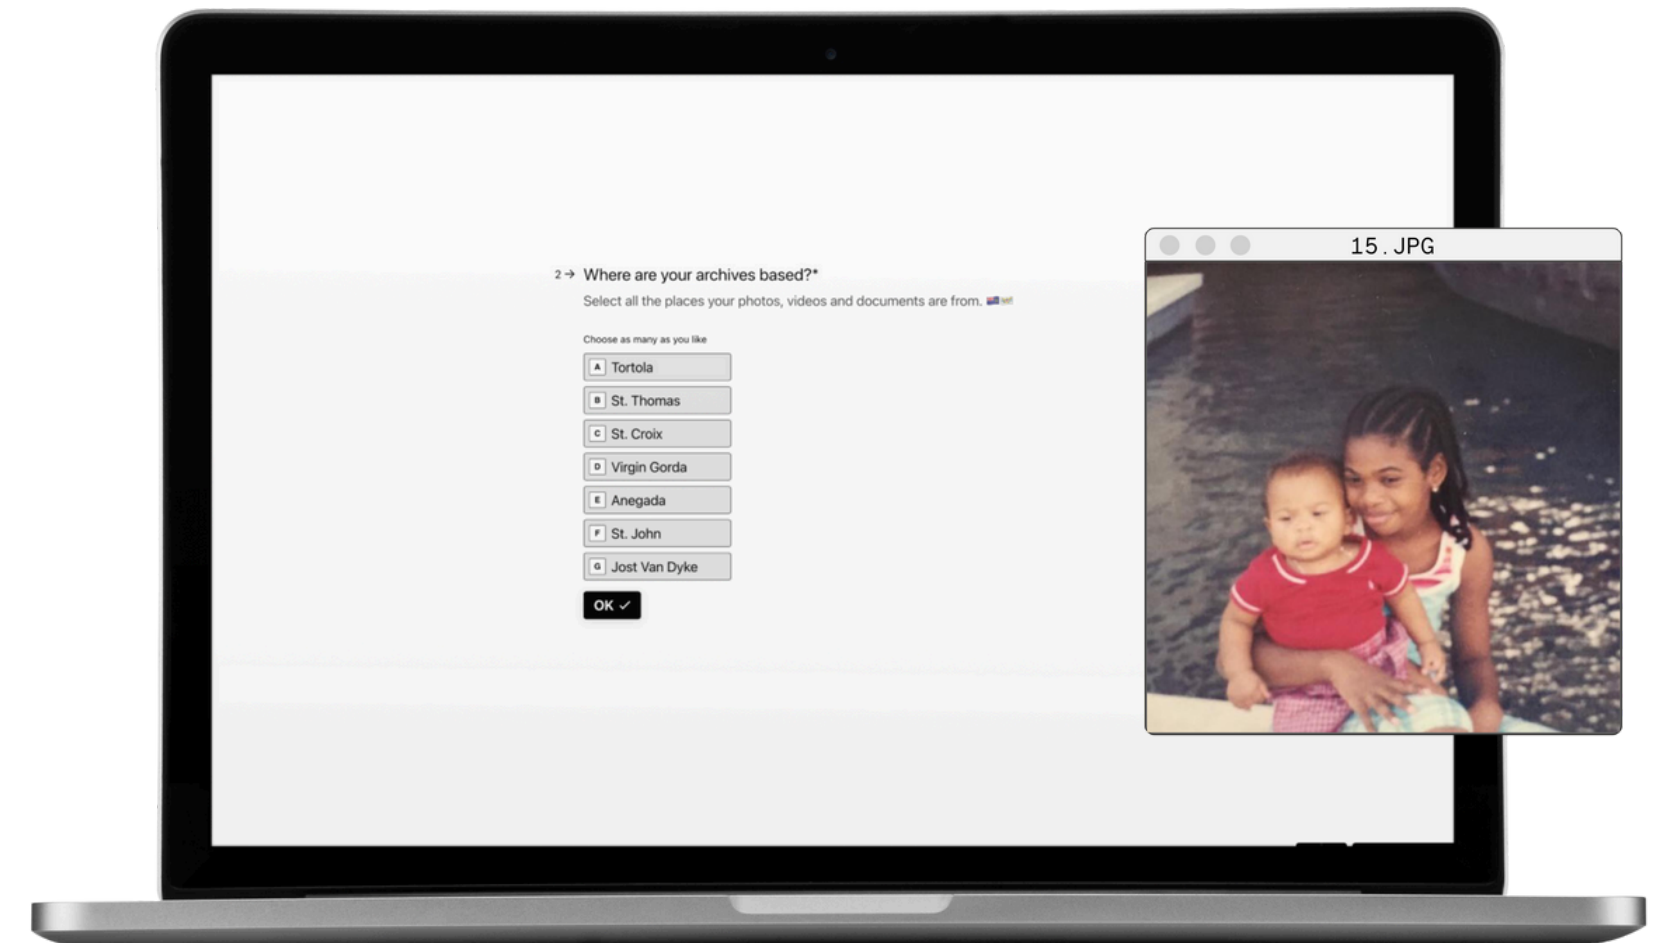 2→ Where are your archives based?*
Select all the places your photos, videos and documents are from. 🇻🇬🇻🇮
Choose as many as you like
A Tortola
B St. Thomas
C St. Croix
D Virgin Gorda
E Anegada
F St. John
G Jost Van Dyke
OK ✓
15.JPG